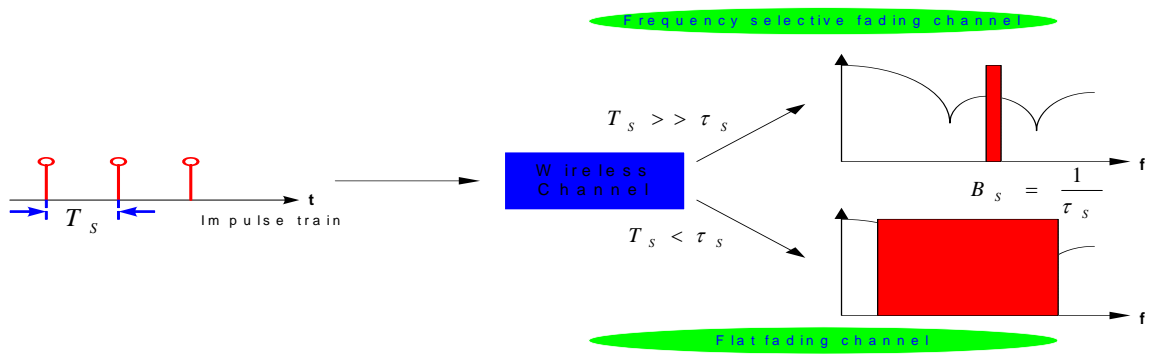 Frequency selective fading channel
T_S >> τ_S
f
Wireless
Channel
t
T_S
Impulse train
B_S = 1/τ_S
T_S < τ_S
f
Flat fading channel